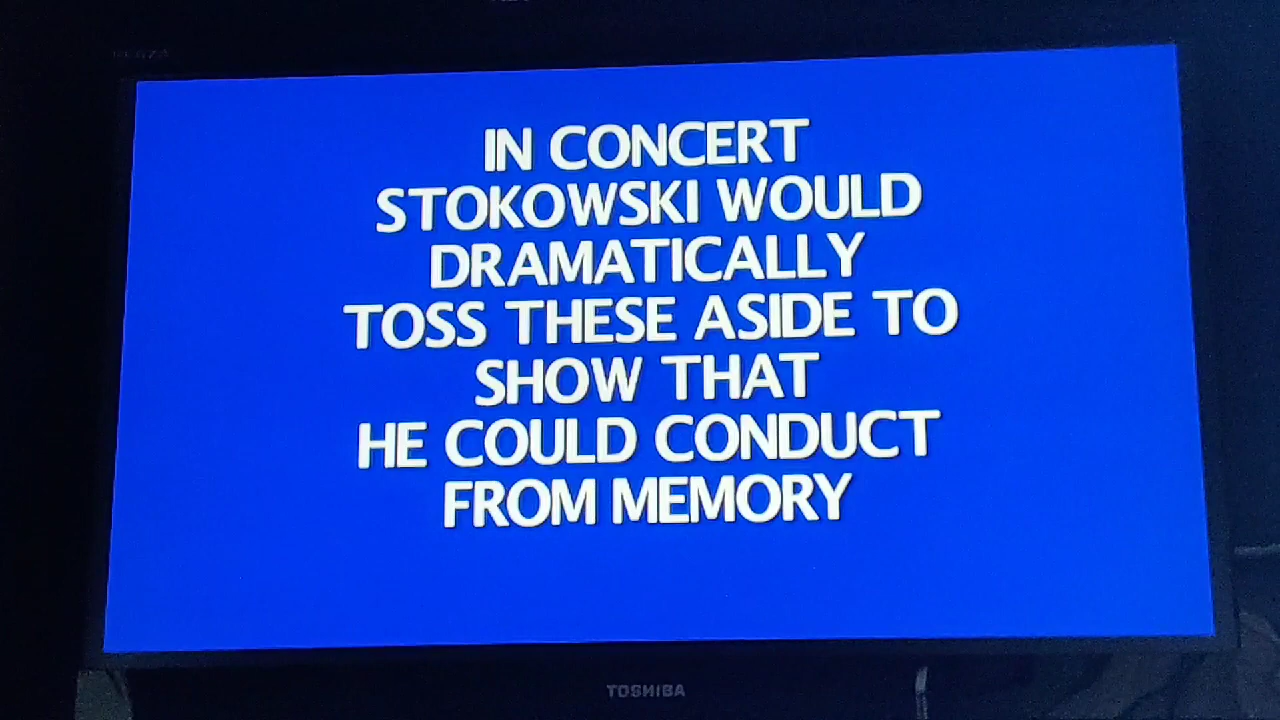 IN CONCERT
STOKOWSKI WOULD
DRAMATICALLY
TOSS THESE ASIDE TO
SHOW THAT
HE COULD CONDUCT
FROM MEMORY
TOSHIBA